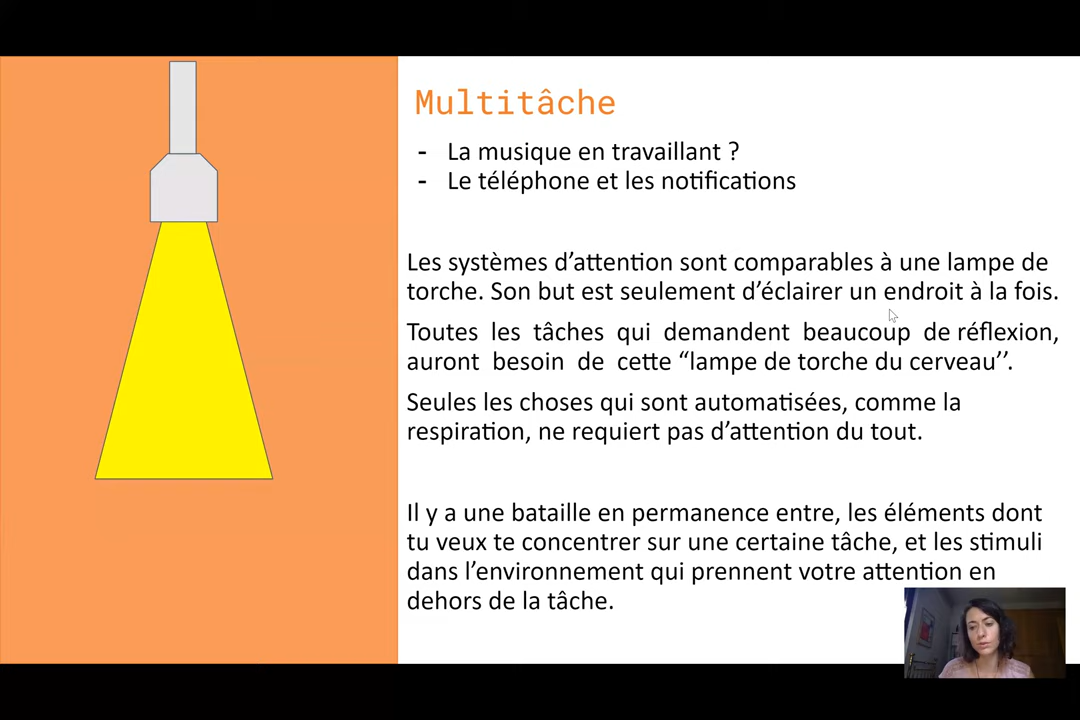 Multitâche
- La musique en travaillant ?
- Le téléphone et les notifications
Les systèmes d’attention sont comparables à une lampe de
torche. Son but est seulement d’éclairer un endroit à la fois.
Toutes les tâches qui demandent beaucoup de réflexion,
auront besoin de cette “lampe de torche du cerveau’’.
Seules les choses qui sont automatisées, comme la
respiration, ne requiert pas d’attention du tout.
Il y a une bataille en permanence entre, les éléments dont
tu veux te concentrer sur une certaine tâche, et les stimuli
dans l’environnement qui prennent votre attention en
dehors de la tâche.